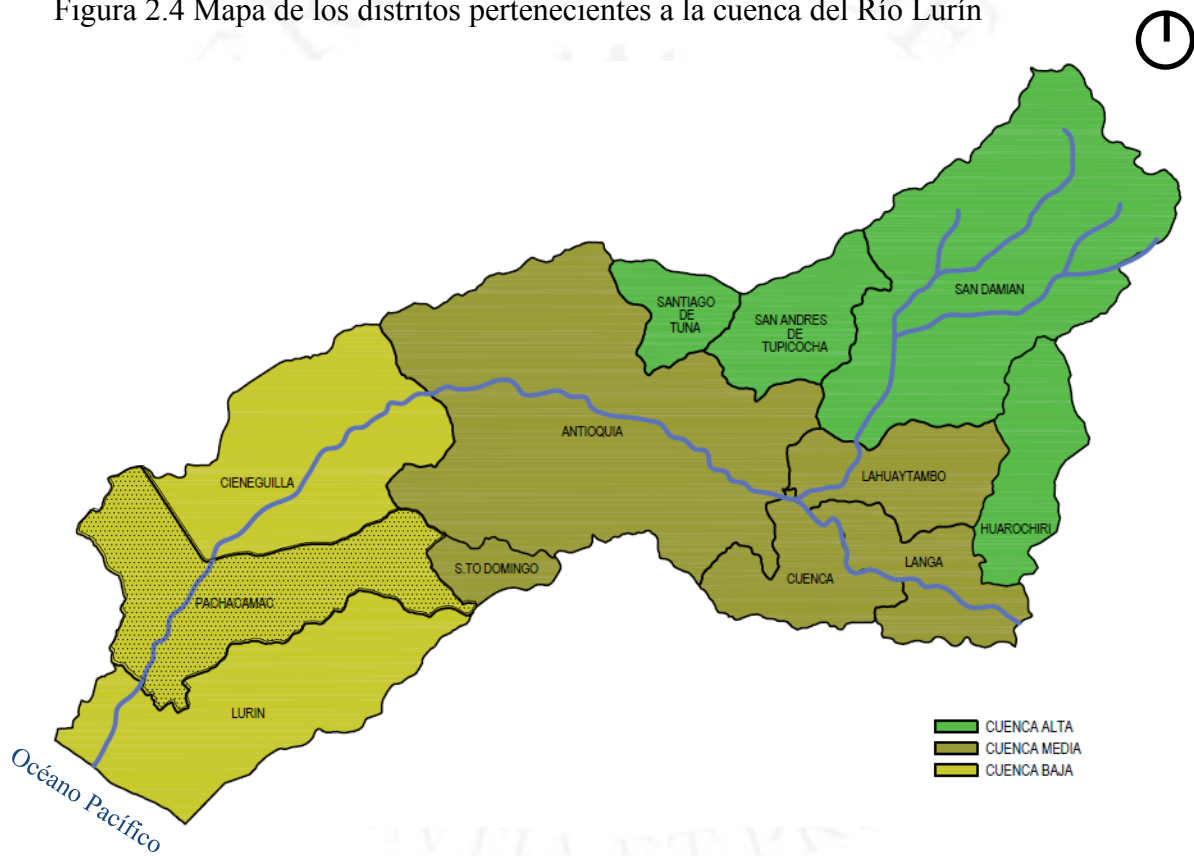 Figura 2.4 Mapa de los distritos pertenecientes a la cuenca del Río Lurín
SANTIAGO
DE
TUNA
SAN ANDRES
DE
TUPICOCHA
SAN DAMIAN
ANTIOQUIA
LAHUAYTAMBO
CIENEGUILLA
HUAROCHIRI
S.TO DOMINGO
CUENCA
LANGA
PACHACAMAC
LURIN
CUENCA ALTA
CUENCA MEDIA
CUENCA BAJA
Océano Pacífico